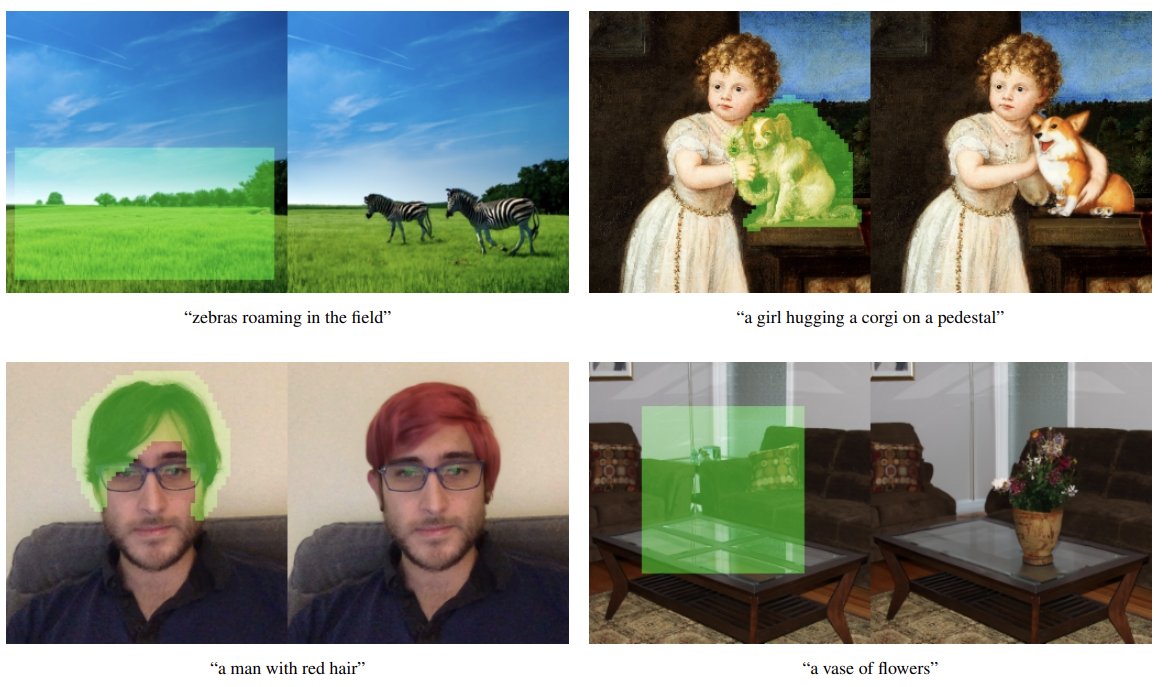 “zebras roaming in the field”
“a girl hugging a corgi on a pedestal”
“a man with red hair”
“a vase of flowers”